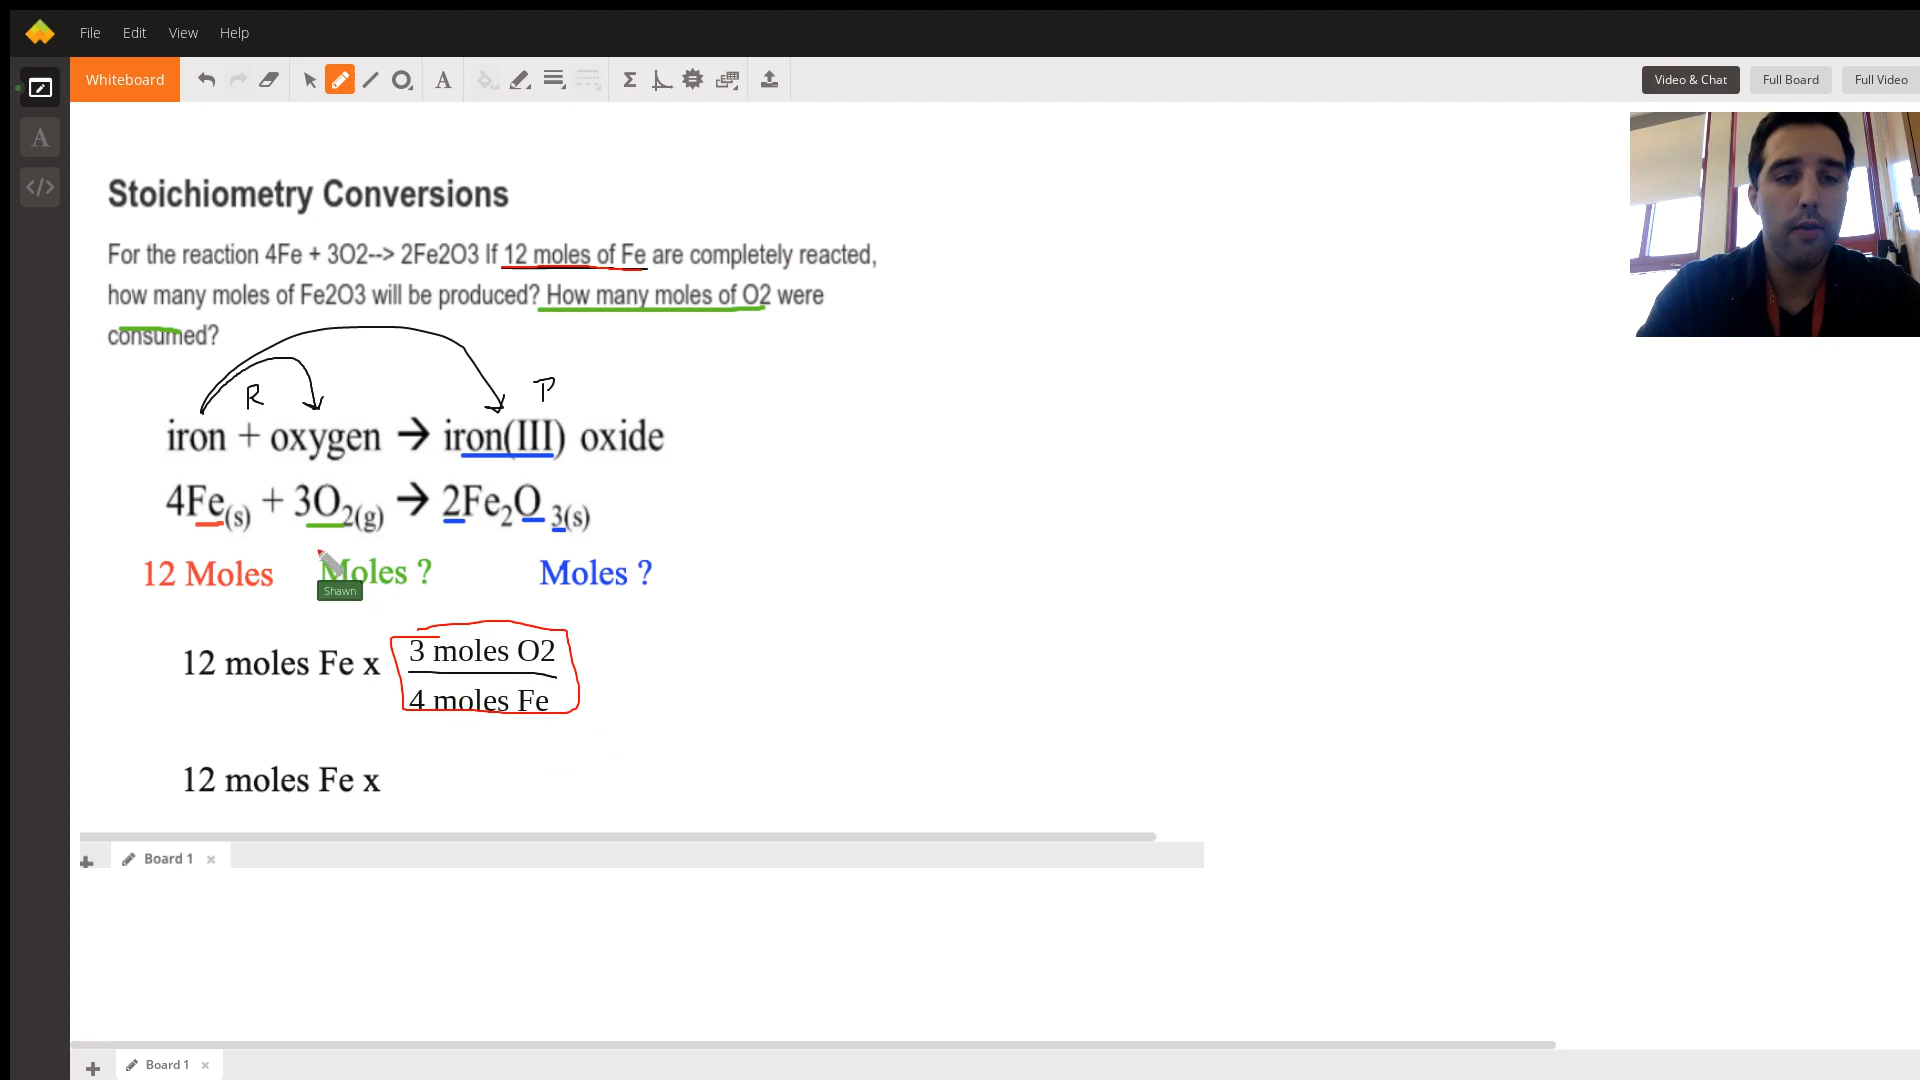 File Edit View Help
Whiteboard
Video & Chat Full Board Full Video
Stoichiometry Conversions
For the reaction 4Fe + 3O2--> 2Fe2O3 If 12 moles of Fe are completely reacted,
how many moles of Fe2O3 will be produced? How many moles of O2 were
consumed?
R P
iron + oxygen → iron(III) oxide
4Fe(s) + 3O2(g) → 2Fe2O 3(s)
12 Moles Moles ? Moles ?
Shawn
12 moles Fe x 3 moles O2
4 moles Fe
12 moles Fe x
Board 1
Board 1